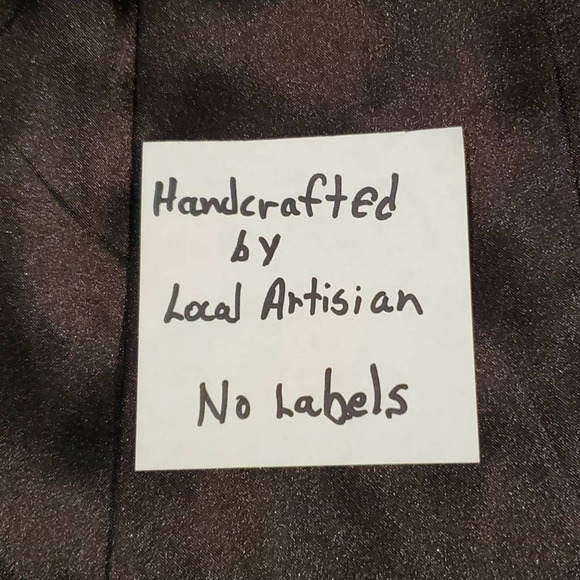 Handcrafted
by
Local Artisian
No Labels